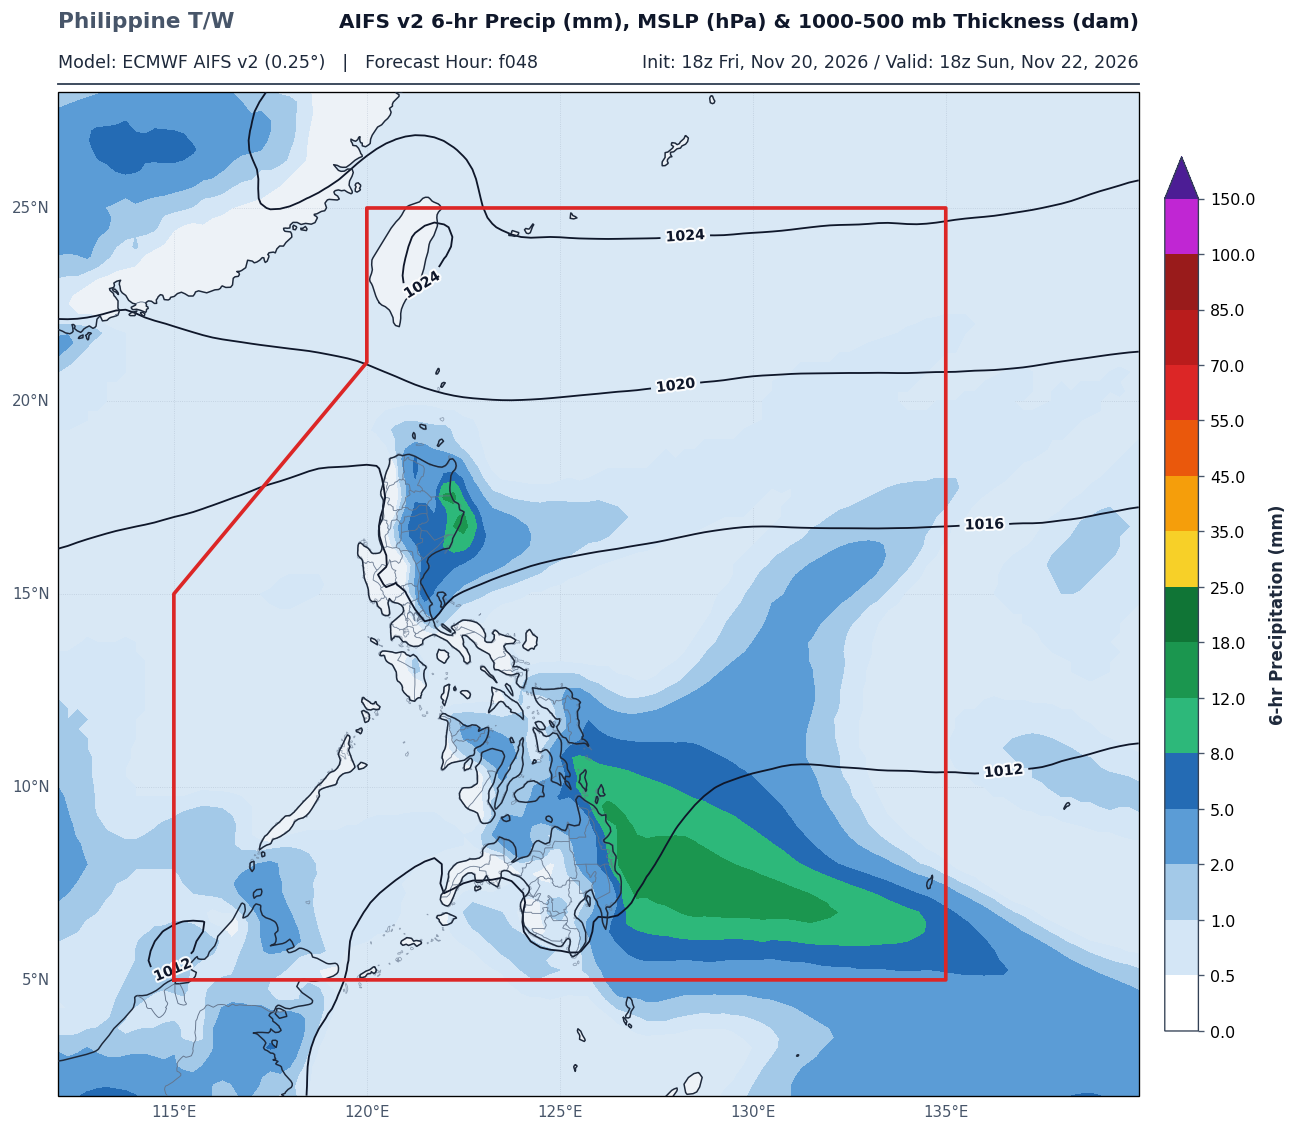 Philippine T/W
AIFS v2 6-hr Precip (mm), MSLP (hPa) & 1000-500 mb Thickness (dam)
Model: ECMWF AIFS v2 (0.25°) | Forecast Hour: f048
Init: 18z Fri, Nov 20, 2026 / Valid: 18z Sun, Nov 22, 2026
25°N
20°N
15°N
10°N
5°N
1024
1024
1020
1016
1012
1012
115°E
120°E
125°E
130°E
135°E
150.0
100.0
85.0
70.0
55.0
45.0
35.0
25.0
18.0
12.0
8.0
5.0
2.0
1.0
0.5
0.0
6-hr Precipitation (mm)